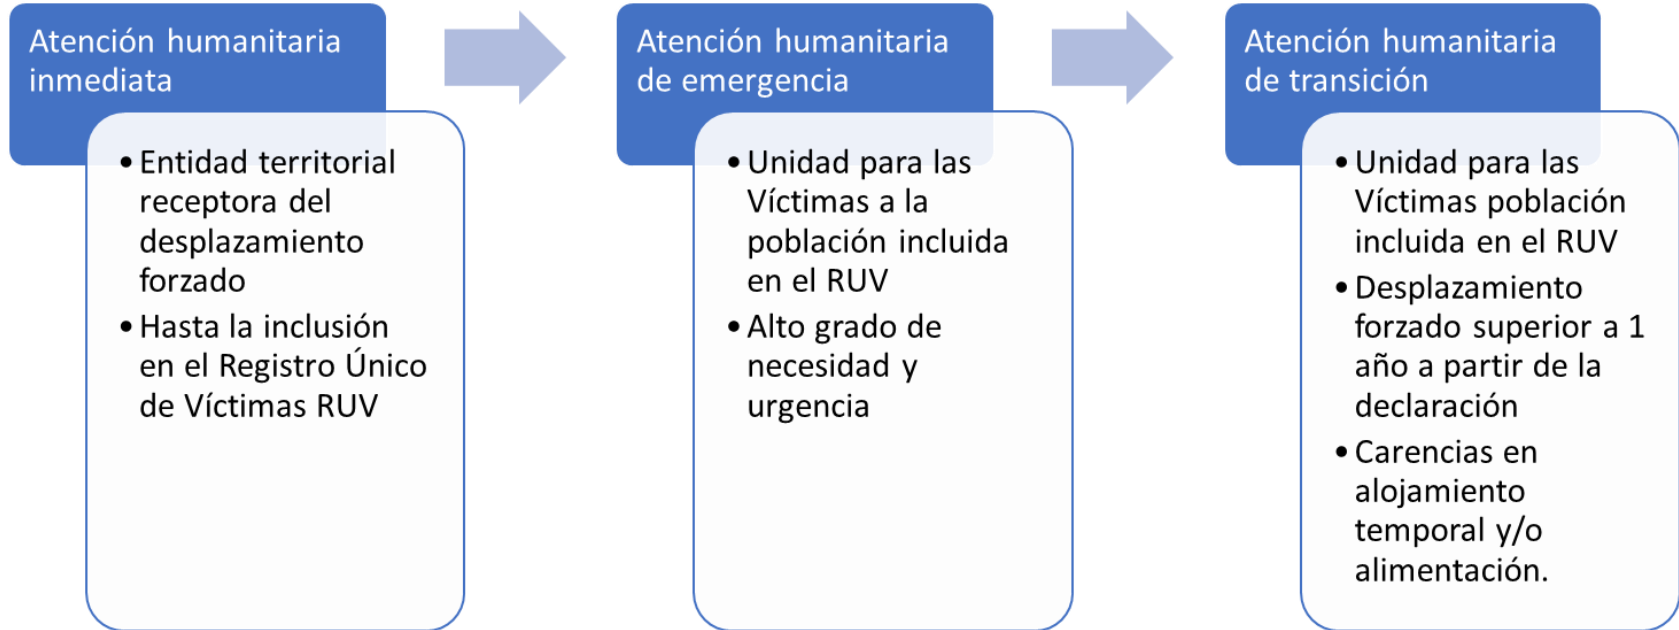 Atención humanitaria
inmediata
• Entidad territorial
receptora del
desplazamiento
forzado
• Hasta la inclusión
en el Registro Único
de Víctimas RUV
Atención humanitaria
de emergencia
• Unidad para las
Víctimas a la
población incluida
en el RUV
• Alto grado de
necesidad y
urgencia
Atención humanitaria
de transición
• Unidad para las
Víctimas población
incluida en el RUV
• Desplazamiento
forzado superior a 1
año a partir de la
declaración
• Carencias en
alojamiento
temporal y/o
alimentación.